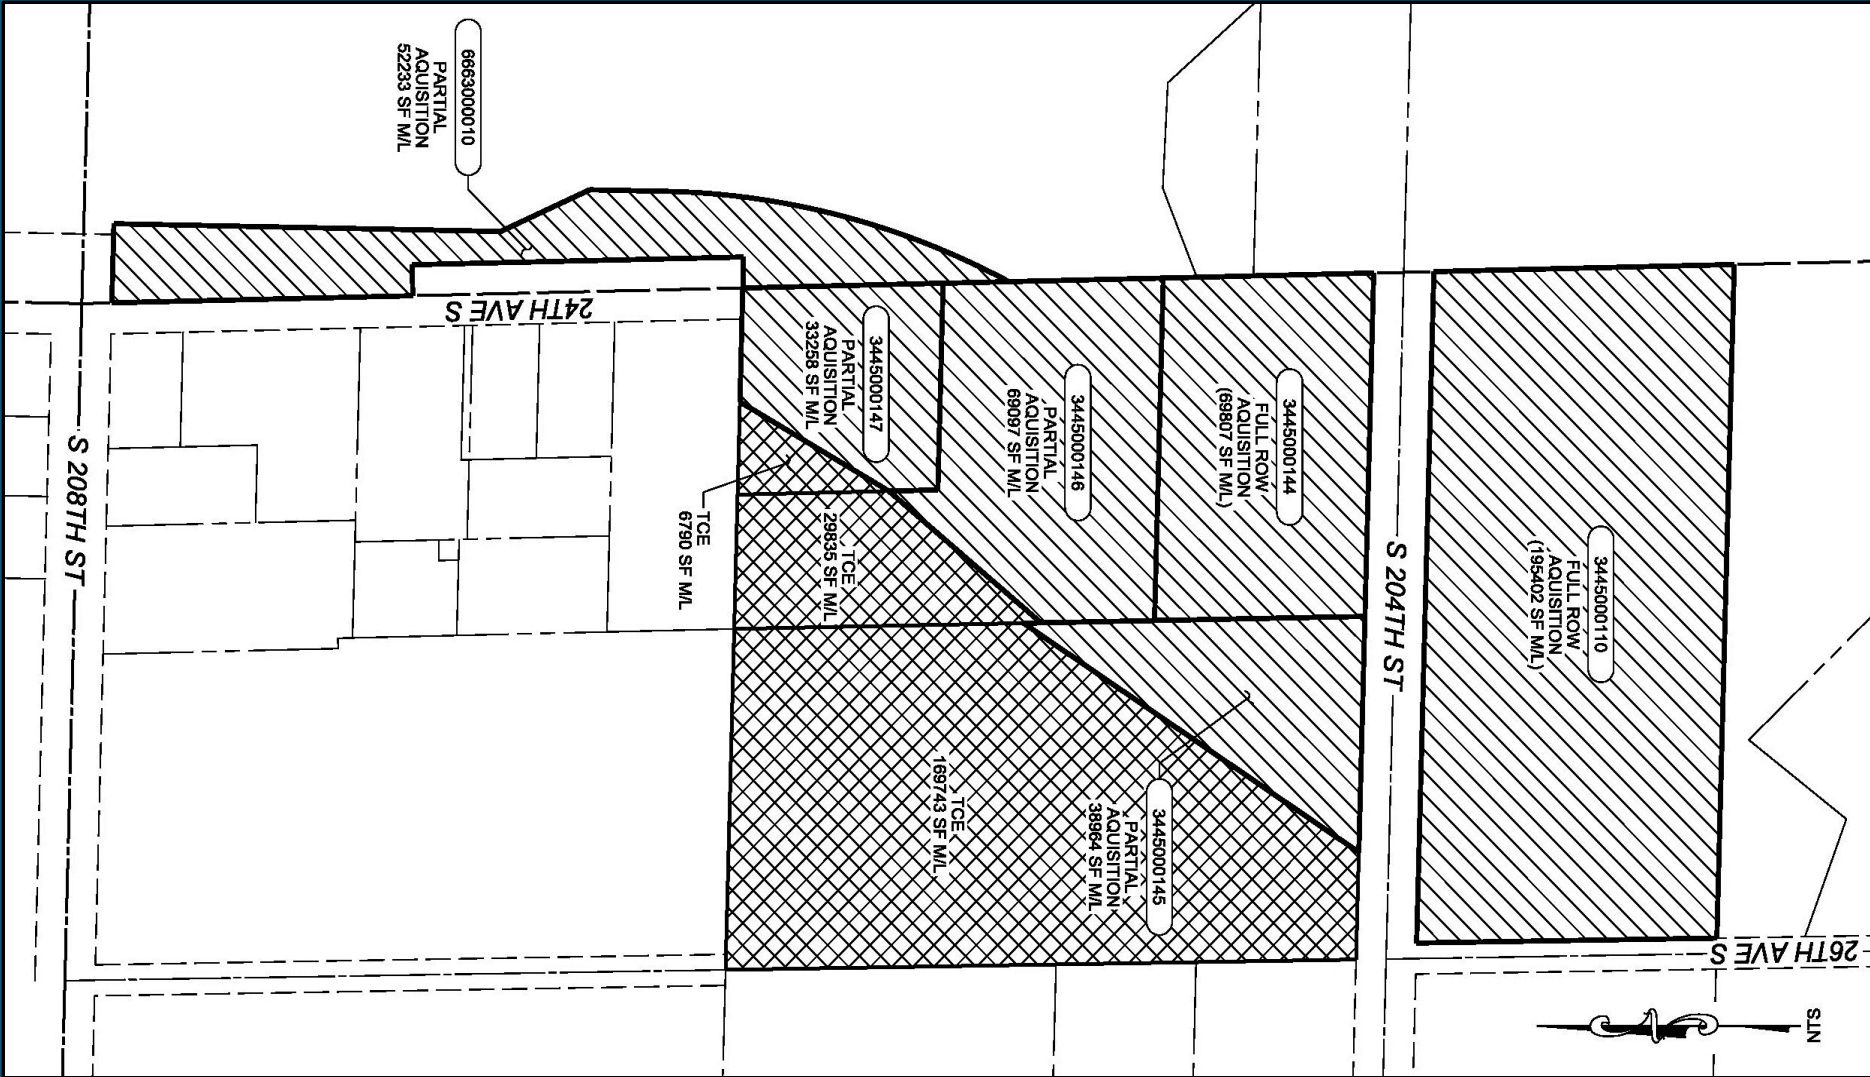 6663000010
PARTIAL
AQUISITION
52233 SF M/L
24TH AVE S
3445000147
PARTIAL
AQUISITION
33258 SF M/L
3445000146
PARTIAL
AQUISITION
69097 SF M/L
3445000144
FULL ROW
AQUISITION
(69807 SF M/L)
3445000110
FULL ROW
AQUISITION
(195402 SF M/L)
S 208TH ST
S 204TH ST
TCE
6790 SF M/L
TCE
29835 SF M/L
TCE
169743 SF M/L
3445000145
PARTIAL
AQUISITION
38964 SF M/L
26TH AVE S
NTS